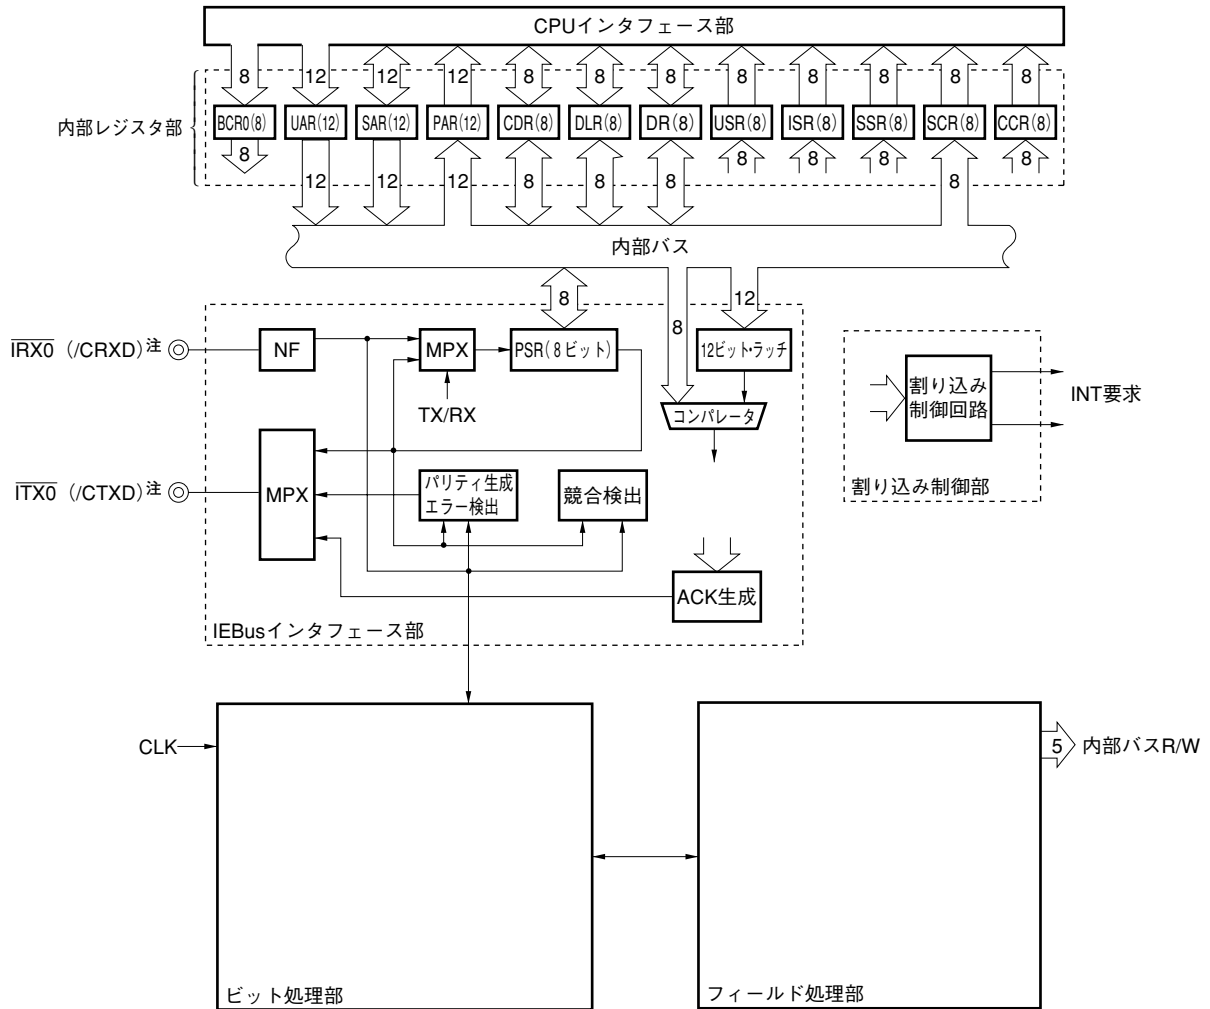 CPUインタフェース部
8 12 12 12 8 8 8 8 8 8 8 8
内部レジスタ部
BCR0(8) UAR(12) SAR(12) PAR(12) CDR(8) DLR(8) DR(8) USR(8) ISR(8) SSR(8) SCR(8) CCR(8)
8 8 8 8 8
12 12 12 8 8 8 8
内部バス
8 8 12
IRX0（/CRXD）注
NF
MPX
PSR(8ビット)
12ビット・ラッチ
TX/RX
コンパレータ
割り込み
制御回路
INT要求
割り込み制御部
ITX0（/CTXD）注
MPX
パリティ生成
エラー検出
競合検出
ACK生成
IEBusインタフェース部
CLK
5
内部バスR/W
ビット処理部
フィールド処理部